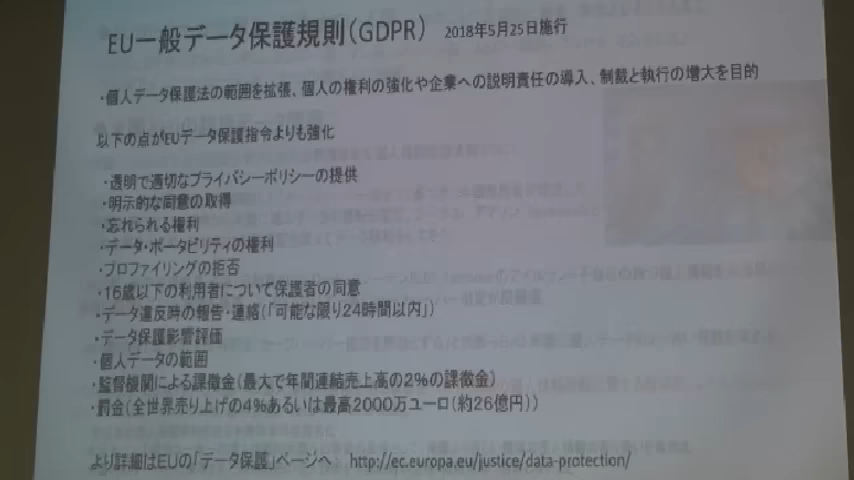 EU一般データ保護規則(GDPR) 2018年5月25日施行
・個人データ保護法の範囲を拡張、個人の権利の強化や企業への説明責任の導入、制裁と執行の増大を目的
以下の点がEUデータ保護指令よりも強化
・透明で適切なプライバシーポリシーの提供
・明示的な同意の取得
・忘れられる権利
・データ・ポータビリティの権利
・プロファイリングの拒否
・16歳以下の利用者について保護者の同意
・データ違反時の報告・連絡(「可能な限り24時間以内」)
・データ保護影響評価
・個人データの範囲
・監督機関による課徴金(最大で年間連結売上高の2%の課徴金)
・罰金(全世界売り上げの4%あるいは最高2000万ユーロ(約26億円))
より詳細はEUの「データ保護」ページへ: http://ec.europa.eu/justice/data-protection/